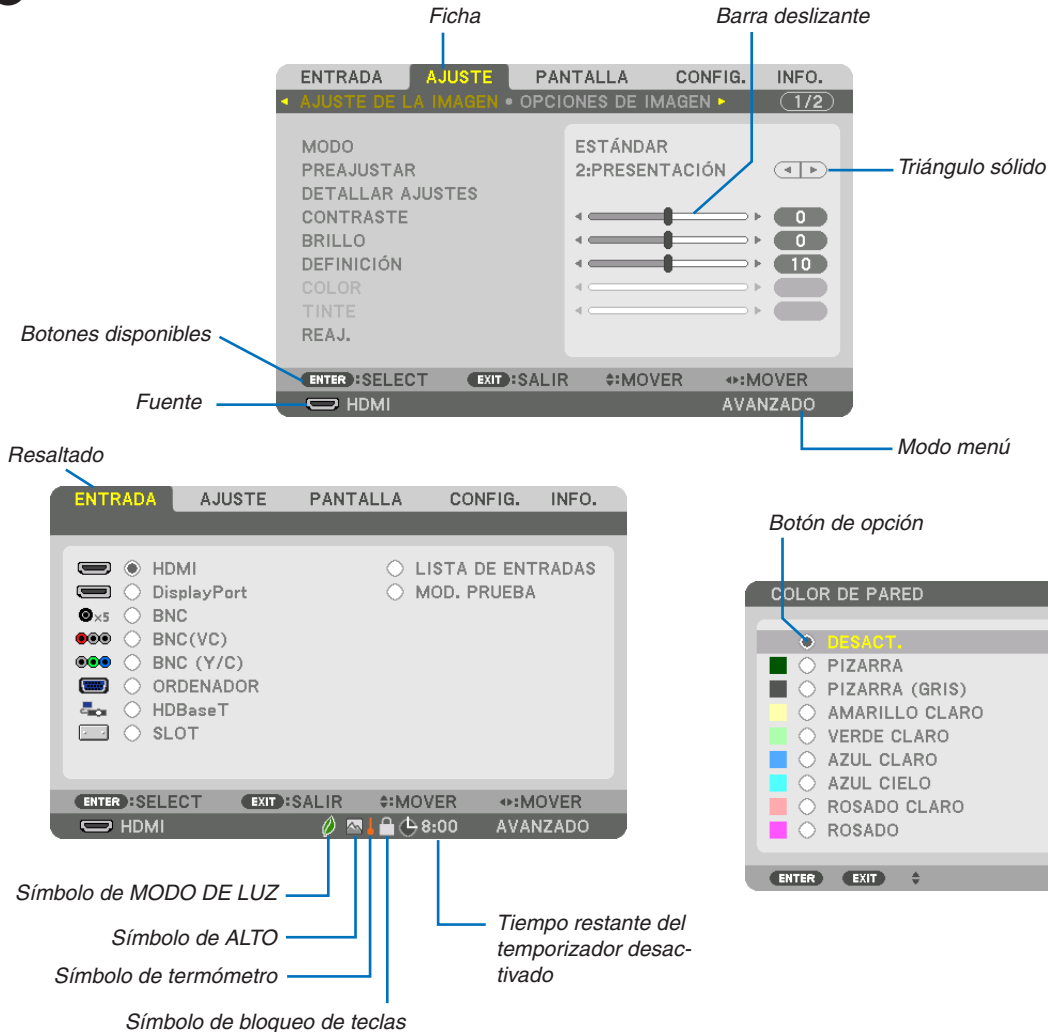 Ficha
Barra deslizante
ENTRADA AJUSTE PANTALLA CONFIG. INFO.
AJUSTE DE LA IMAGEN • OPCIONES DE IMAGEN 1/2
MODO ESTÁNDAR
PREAJUSTAR 2:PRESENTACIÓN
Triángulo sólido
DETALLAR AJUSTES
CONTRASTE 0
BRILLO 0
DEFINICIÓN 10
COLOR
TINTE
REAJ.
Botones disponibles
ENTER :SELECT EXIT :SALIR :MOVER :MOVER
Fuente
HDMI AVANZADO
Modo menú
Resaltado
ENTRADA AJUSTE PANTALLA CONFIG. INFO.
HDMI LISTA DE ENTRADAS
DisplayPort MOD. PRUEBA
x5 BNC
BNC(VC)
BNC (Y/C)
ORDENADOR
HDBaseT
SLOT
ENTER :SELECT EXIT :SALIR :MOVER :MOVER
HDMI 8:00 AVANZADO
Botón de opción
COLOR DE PARED
DESACT.
PIZARRA
PIZARRA (GRIS)
AMARILLO CLARO
VERDE CLARO
AZUL CLARO
AZUL CIELO
ROSADO CLARO
ROSADO
ENTER EXIT
Símbolo de MODO DE LUZ
Símbolo de ALTO
Símbolo de termómetro
Símbolo de bloqueo de teclas
Tiempo restante del
temporizador desac-
tivado